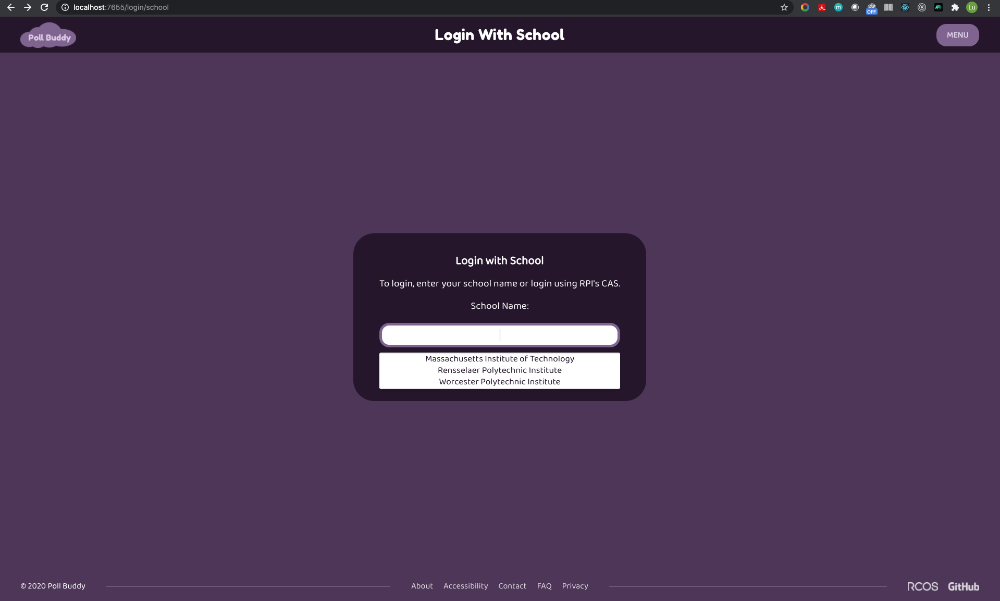 localhost:7655/login/school
OFF
Lu
Poll Buddy
Login With School
MENU
Login with School
To login, enter your school name or login using RPI's CAS.
School Name:
Massachusetts Institute of Technology
Rensselaer Polytechnic Institute
Worcester Polytechnic Institute
© 2020 Poll Buddy
About Accessibility Contact FAQ Privacy
RCOS GitHub